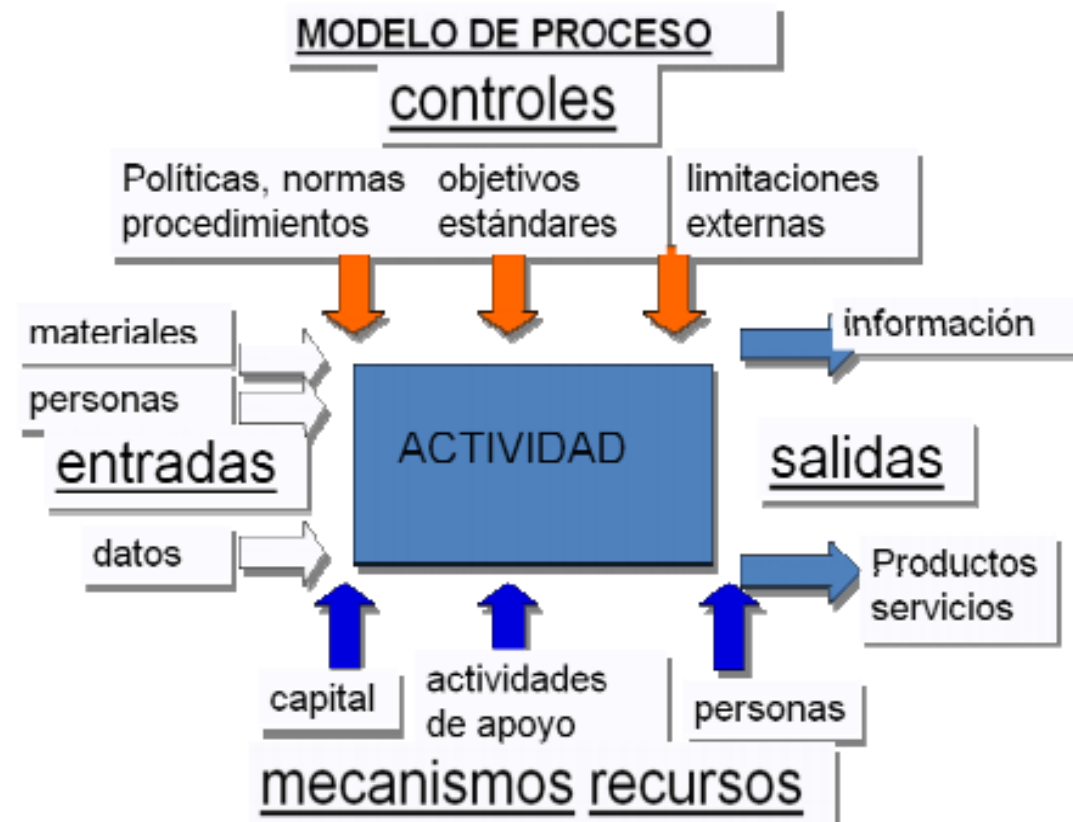 MODELO DE PROCESO
controles
Políticas, normas
procedimientos
objetivos
estándares
limitaciones
externas
materiales
personas
entradas
datos
ACTIVIDAD
información
salidas
Productos
servicios
capital
actividades
de apoyo
personas
mecanismos recursos